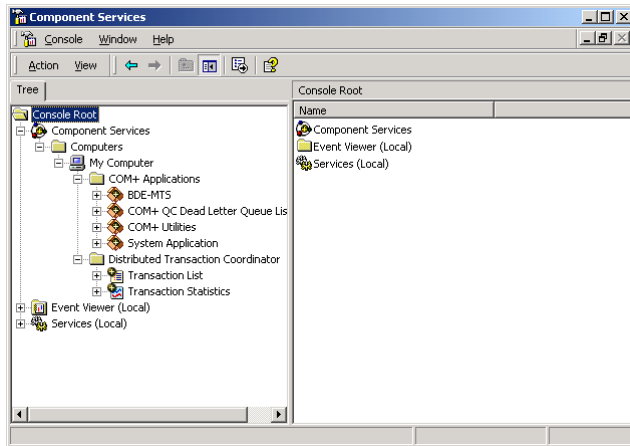 Component Services
Console Window Help
Action View
Tree
Console Root
Component Services
Computers
My Computer
COM+ Applications
BDE-MTS
COM+ QC Dead Letter Queue Lis
COM+ Utilities
System Application
Distributed Transaction Coordinator
Transaction List
Transaction Statistics
Event Viewer (Local)
Services (Local)
Console Root
Name
Component Services
Event Viewer (Local)
Services (Local)